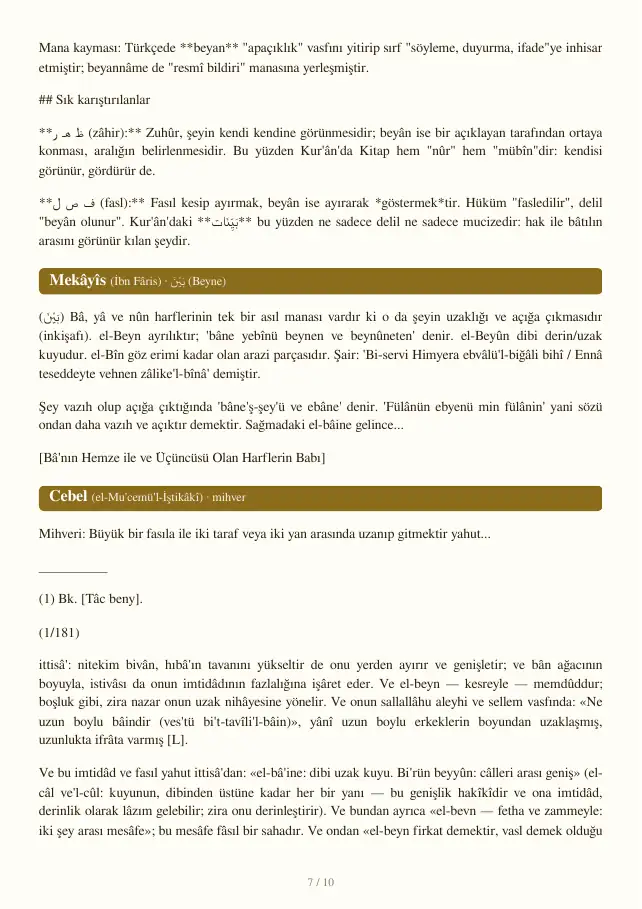 Mana kayması: Türkçede **beyan** "apaçıklık" vasfını yitirip sırf "söyleme, duyurma, ifade"ye inhisar
etmiştir; beyannâme de "resmî bildiri" manasına yerleşmiştir.
## Sık karıştırılanlar
**ظ هـ ر (zâhir):** Zuhûr, şeyin kendi kendine görünmesidir; beyân ise bir açıklayan tarafından ortaya
konması, aralığın belirlenmesidir. Bu yüzden Kur'ân'da Kitap hem "nûr" hem "mübîn"dir: kendisi
görünür, gördürür de.
**ف ص ل (fasl):** Fasıl kesip ayırmak, beyân ise ayırarak *göstermek*tir. Hüküm "fasledilir", delil
"beyân olunur". Kur'ân'daki **بَيِّنَات** bu yüzden ne sadece delil ne sadece mucizedir: hak ile bâtılın
arasını görünür kılan şeydir.
Mekâyîs (İbn Fâris) · بَيْنَ (Beyne)
(بَيْنَ) Bâ, yâ ve nûn harflerinin tek bir asıl manası vardır ki o da şeyin uzaklığı ve açığa çıkmasıdır
(inkişafı). el-Beyn ayrılıktır; 'bâne yebînü beynen ve beynûneten' denir. el-Beyûn dibi derin/uzak
kuyudur. el-Bîn göz erimi kadar olan arazi parçasıdır. Şair: 'Bi-servi Himyera ebvâlü'l-biğâli bihî / Ennâ
teseddeyte vehnen zâlike'l-bînâ' demiştir.
Şey vazıh olup açığa çıktığında 'bâne'ş-şey'ü ve ebâne' denir. 'Fülânün ebyenü min fülânin' yani sözü
ondan daha vazıh ve açıktır demektir. Sağmadaki el-bâine gelince...
[Bâ'nın Hemze ile ve Üçüncüsü Olan Harflerin Babı]
Cebel (el-Mu'cemü'l-İştikâkî) · mihver
Mihveri: Büyük bir fasıla ile iki taraf veya iki yan arasında uzanıp gitmektir yahut...
__________
(1) Bk. [Tâc beny].
(1/181)
ittisâ': nitekim bivân, hıbâ'ın tavanını yükseltir de onu yerden ayırır ve genişletir; ve bân ağacının
boyuyla, istivâsı da onun imtidâdının fazlalığına işâret eder. Ve el-beyn — kesreyle — memdûddur;
boşluk gibi, zira nazar onun uzak nihâyesine yönelir. Ve onun sallallâhu aleyhi ve sellem vasfında: «Ne
uzun boylu bâindir (ves'tü bi't-tavîli'l-bâin)», yânî uzun boylu erkeklerin boyundan uzaklaşmış,
uzunlukta ifrâta varmış [L].
Ve bu imtidâd ve fasıl yahut ittisâ'dan: «el-bâ'ine: dibi uzak kuyu. Bi'rün beyyûn: câlleri arası geniş» (el-
câl ve'l-cûl: kuyunun, dibinden üstüne kadar her bir yanı — bu genişlik hakîkîdir ve ona imtidâd,
derinlik olarak lâzım gelebilir; zira onu derinleştirir). Ve bundan ayrıca «el-bevn — fetha ve zammeyle:
iki şey arası mesâfe»; bu mesâfe fâsıl bir sahadır. Ve ondan «el-beyn firkat demektir, vasl demek olduğu
7 / 10